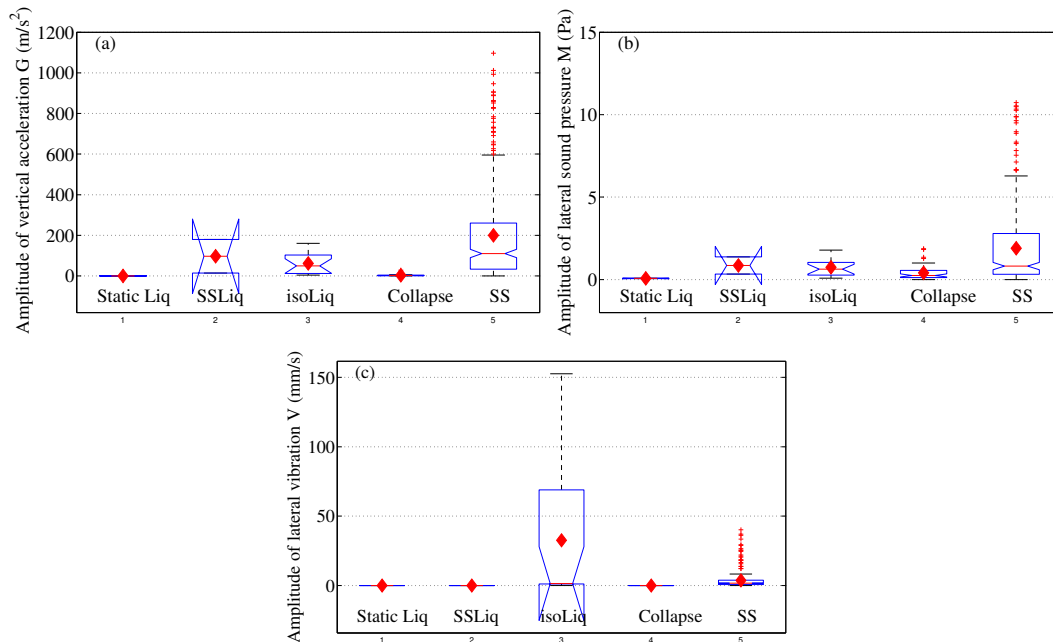 Amplitude of vertical acceleration G (m/s²)
1200
1000
800
600
400
200
0
(a)
Static Liq SSLiq isoLiq Collapse SS
1 2 3 4 5
Amplitude of lateral sound pressure M (Pa)
15
10
5
0
(b)
Static Liq SSLiq isoLiq Collapse SS
1 2 3 4 5
Amplitude of lateral vibration V (mm/s)
150
100
50
0
(c)
Static Liq SSLiq isoLiq Collapse SS
1 2 3 4 5